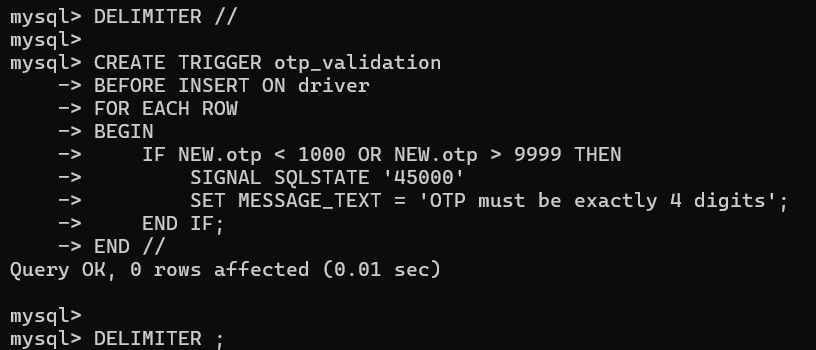 mysql> DELIMITER //
mysql>
mysql> CREATE TRIGGER otp_validation
    -> BEFORE INSERT ON driver
    -> FOR EACH ROW
    -> BEGIN
    ->     IF NEW.otp < 1000 OR NEW.otp > 9999 THEN
    ->         SIGNAL SQLSTATE '45000'
    ->         SET MESSAGE_TEXT = 'OTP must be exactly 4 digits';
    ->     END IF;
    -> END //
Query OK, 0 rows affected (0.01 sec)

mysql>
mysql> DELIMITER ;